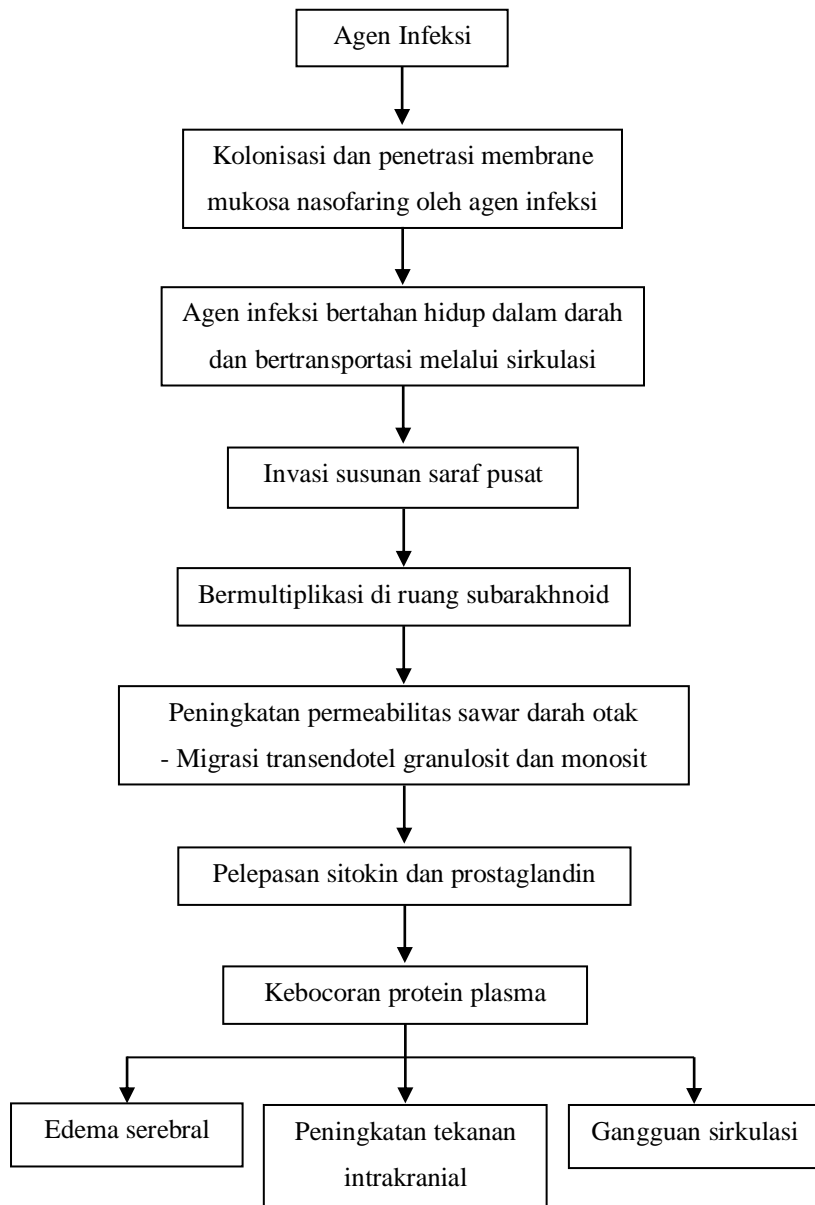 Agen Infeksi
Kolonisasi dan penetrasi membrane
mukosa nasofaring oleh agen infeksi
Agen infeksi bertahan hidup dalam darah
dan bertransportasi melalui sirkulasi
Invasi susunan saraf pusat
Bermultiplikasi di ruang subarakhnoid
Peningkatan permeabilitas sawar darah otak
- Migrasi transendotel granulosit dan monosit
Pelepasan sitokin dan prostaglandin
Kebocoran protein plasma
Edema serebral
Peningkatan tekanan
intrakranial
Gangguan sirkulasi